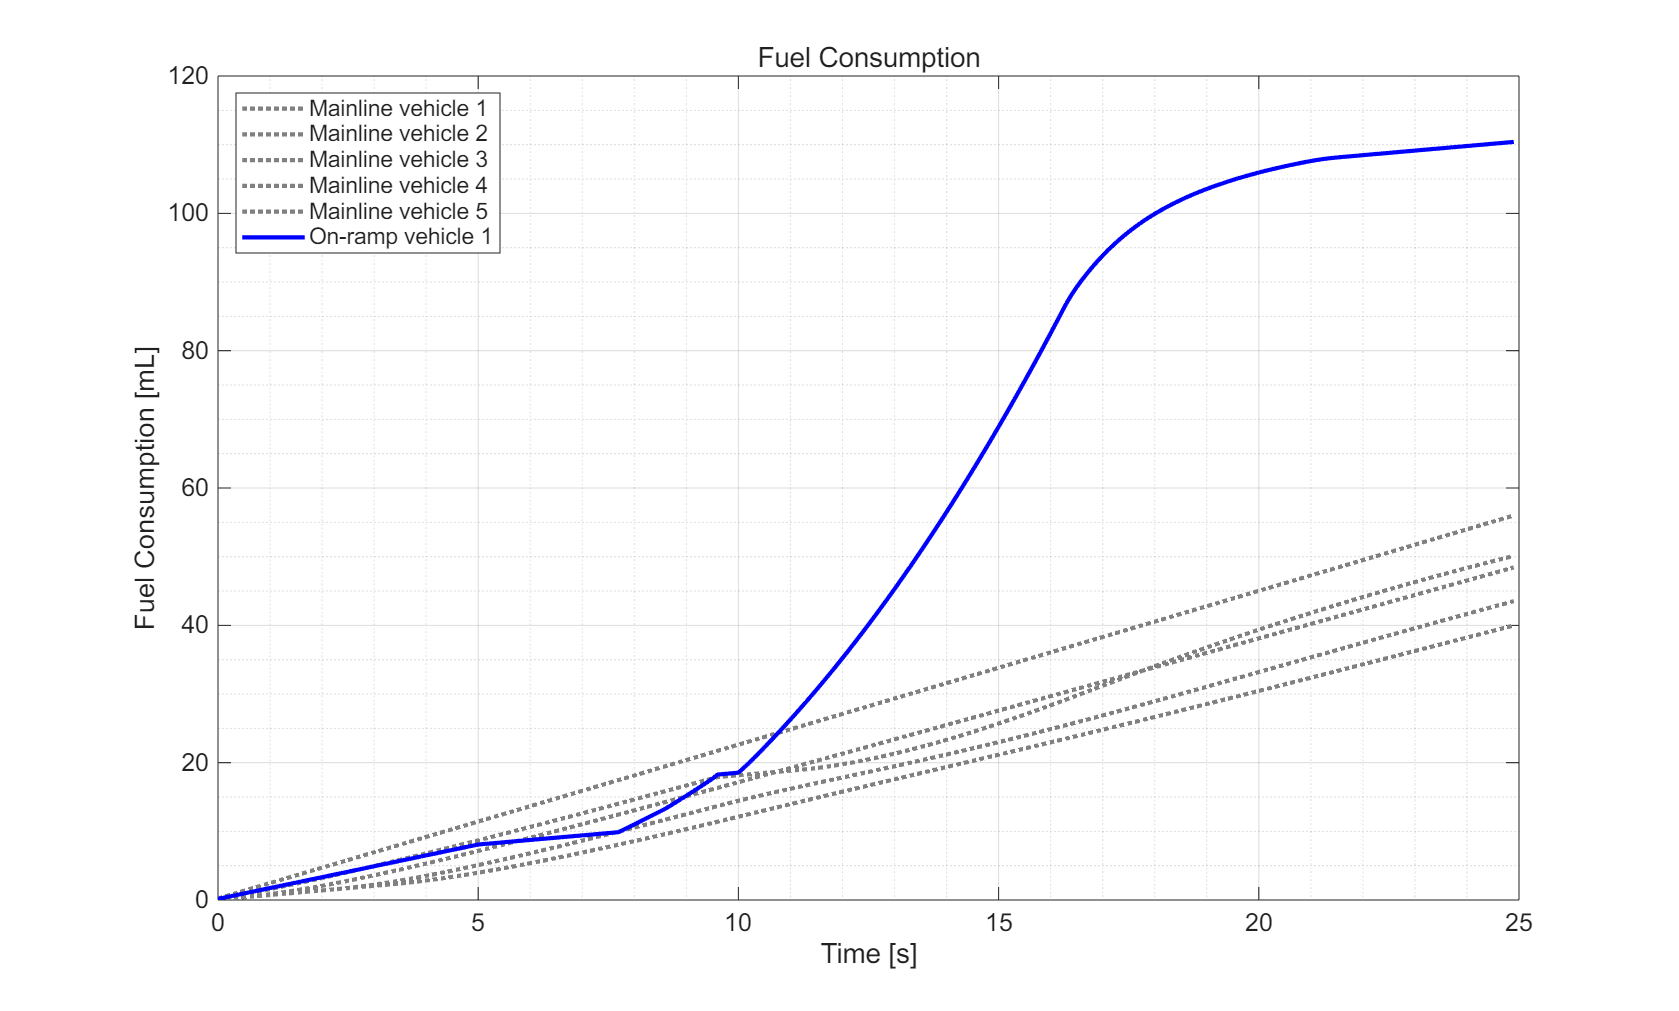 Fuel Consumption
120
100
80
60
40
20
0
Fuel Consumption [mL]
Mainline vehicle 1
Mainline vehicle 2
Mainline vehicle 3
Mainline vehicle 4
Mainline vehicle 5
On-ramp vehicle 1
0 5 10 15 20 25
Time [s]